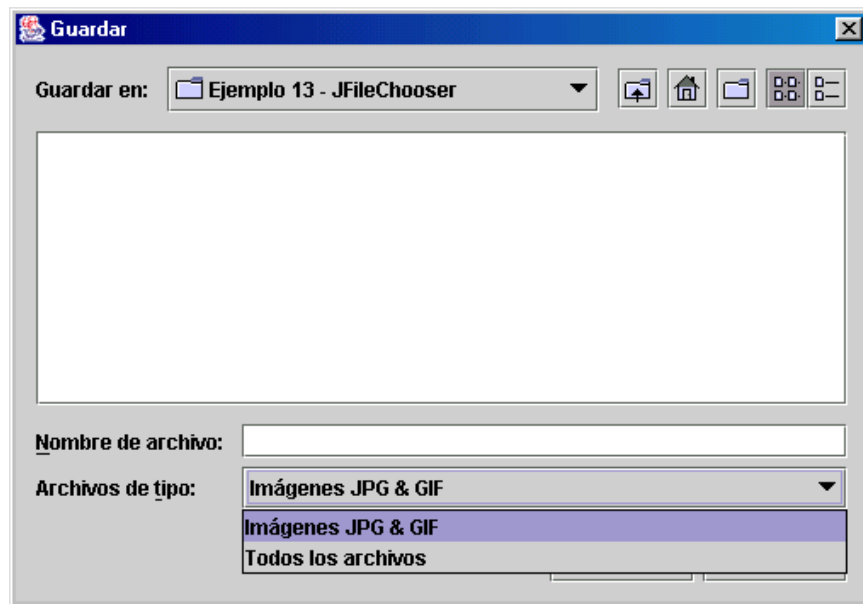 Guardar
Guardar en: Ejemplo 13 - JFileChooser
Nombre de archivo:
Archivos de tipo: Imágenes JPG & GIF
Imágenes JPG & GIF
Todos los archivos